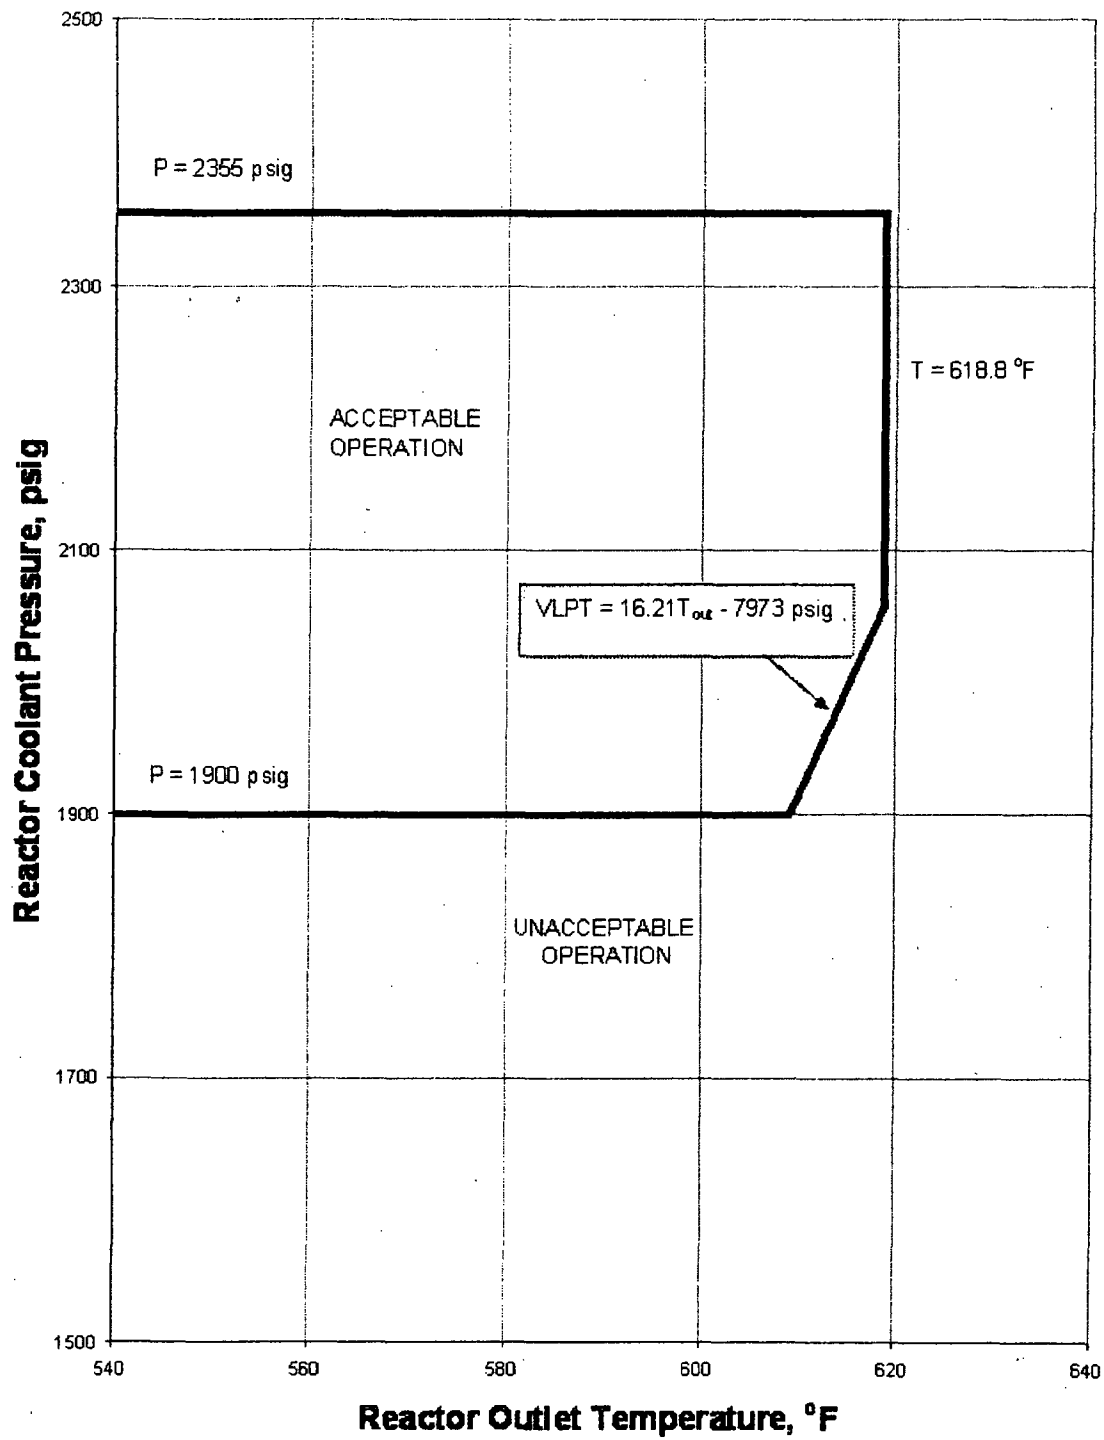 2500
P = 2355 psig
2300
T = 618.8 °F
ACCEPTABLE
OPERATION
2100
VLPT = 16.21Tout - 7973 psig
P = 1900 psig
1900
UNACCEPTABLE
OPERATION
1700
1500
540 560 580 600 620 640
Reactor Coolant Pressure, psig
Reactor Outlet Temperature, °F